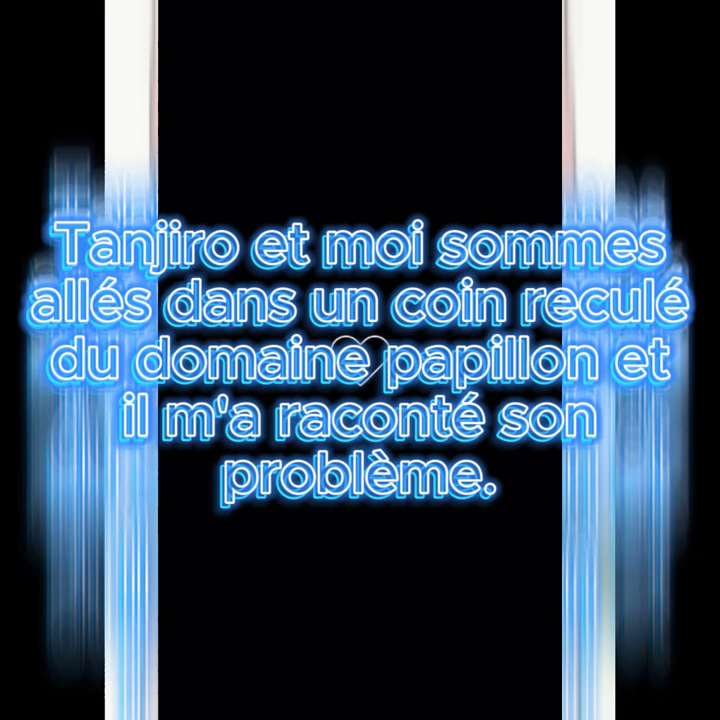 Tanjiro et moi sommes
allés dans un coin reculé
du domaine papillon et
il m'a raconté son
problème.